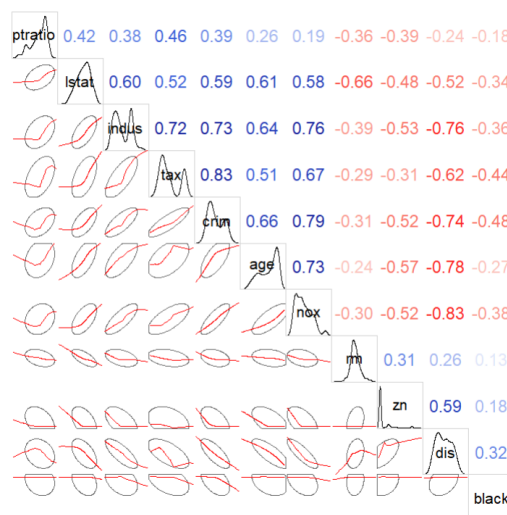 ptratio 0.42 0.38 0.46 0.39 0.26 0.19 -0.36 -0.39 -0.24 -0.18
lstat 0.60 0.52 0.59 0.61 0.58 -0.66 -0.48 -0.52 -0.34
indus 0.72 0.73 0.64 0.76 -0.39 -0.53 -0.76 -0.36
tax 0.83 0.51 0.67 -0.29 -0.31 -0.62 -0.44
crim 0.66 0.79 -0.31 -0.52 -0.74 -0.48
age 0.73 -0.24 -0.57 -0.78 -0.27
nox -0.30 -0.52 -0.83 -0.38
rm 0.31 0.26 0.13
zn 0.59 0.18
dis 0.32
black